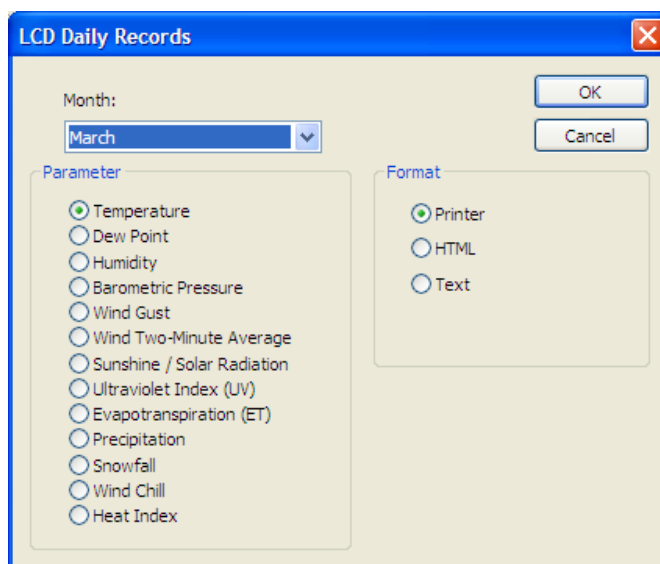 LCD Daily Records
Month:
March
OK
Cancel
Parameter
Temperature
Dew Point
Humidity
Barometric Pressure
Wind Gust
Wind Two-Minute Average
Sunshine / Solar Radiation
Ultraviolet Index (UV)
Evapotranspiration (ET)
Precipitation
Snowfall
Wind Chill
Heat Index
Format
Printer
HTML
Text